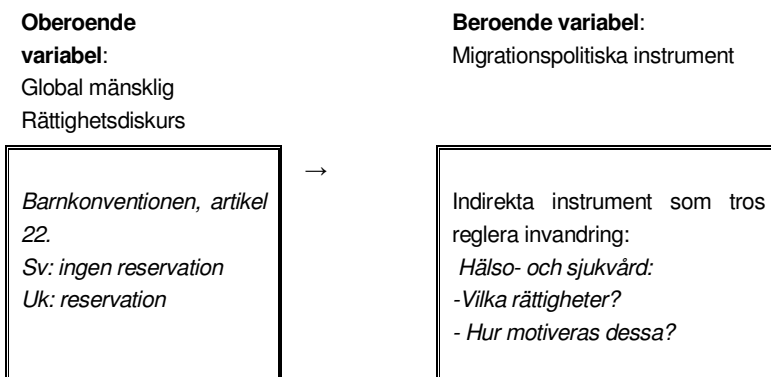 Oberoende
variabel:
Global mänsklig
Rättighetsdiskurs
Beroende variabel:
Migrationspolitiska instrument
Barnkonventionen, artikel
22.
Sv: ingen reservation
Uk: reservation
→
Indirekta instrument som tros
reglera invandring:
Hälso- och sjukvård:
-Vilka rättigheter?
- Hur motiveras dessa?